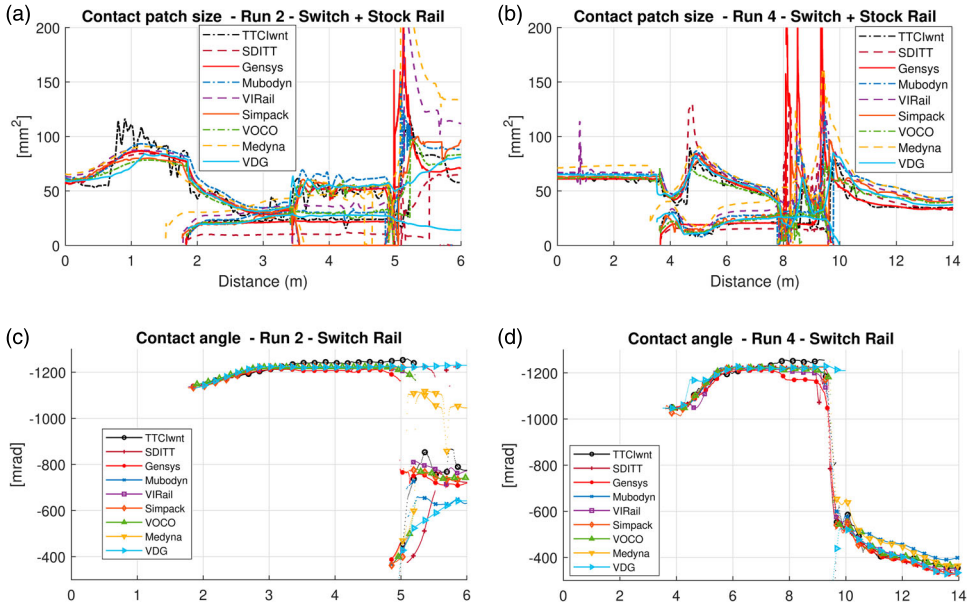 (a)
Contact patch size - Run 2 - Switch + Stock Rail
200
150
100
50
0
[mm²]
TTCIwnt
SDITT
Gensys
Mubodyn
VIRail
Simpack
VOCO
Medyna
VDG
0 1 2 3 4 5 6
Distance (m)
(b)
Contact patch size - Run 4 - Switch + Stock Rail
200
150
100
50
0
[mm²]
TTCIwnt
SDITT
Gensys
Mubodyn
VIRail
Simpack
VOCO
Medyna
VDG
0 2 4 6 8 10 12 14
Distance (m)
(c)
Contact angle - Run 2 - Switch Rail
-1200
-1000
-800
-600
-400
[mrad]
TTCIwnt
SDITT
Gensys
Mubodyn
VIRail
Simpack
VOCO
Medyna
VDG
0 1 2 3 4 5 6
(d)
Contact angle - Run 4 - Switch Rail
-1200
-1000
-800
-600
-400
[mrad]
TTCIwnt
SDITT
Gensys
Mubodyn
VIRail
Simpack
VOCO
Medyna
VDG
0 2 4 6 8 10 12 14